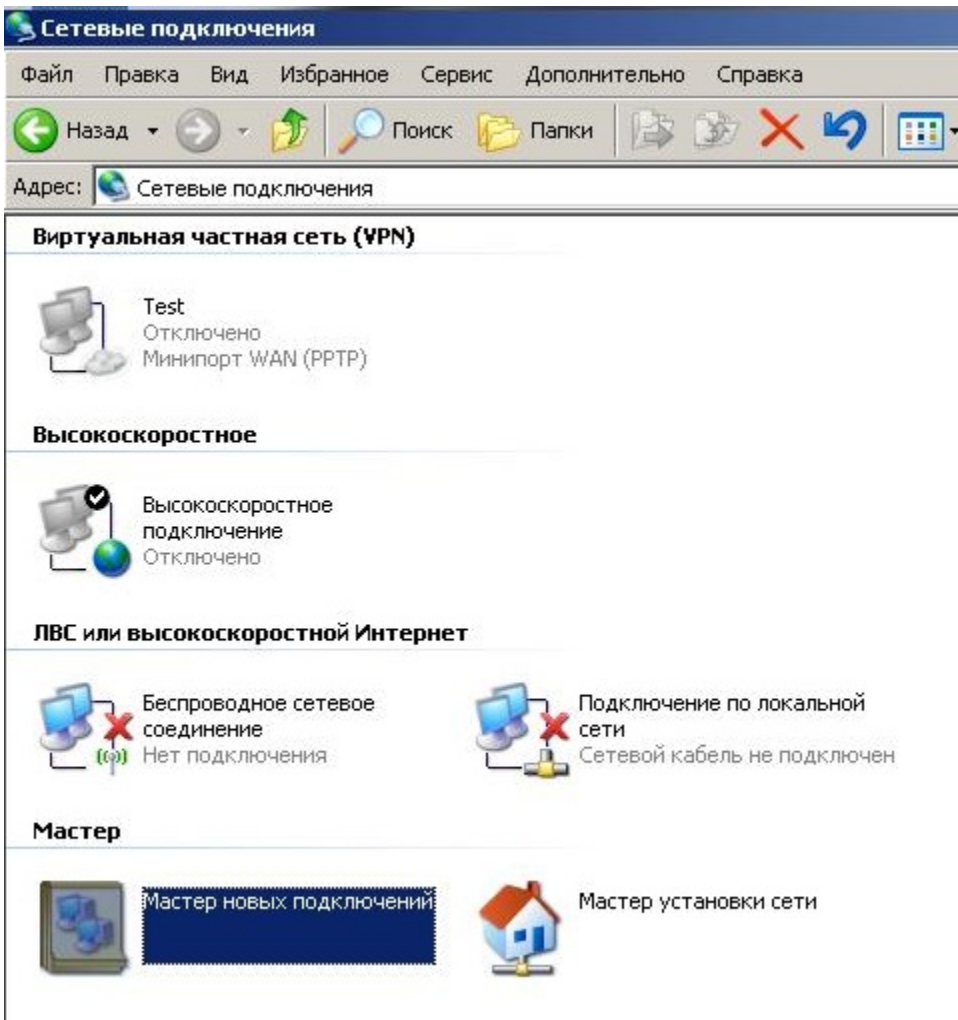 Сетевые подключения
Файл Правка Вид Избранное Сервис Дополнительно Справка
Назад Поиск Папки
Адрес: Сетевые подключения
Виртуальная частная сеть (VPN)
Test
Отключено
Минипорт WAN (PPTP)
Высокоскоростное
Высокоскоростное
подключение
Отключено
ЛВС или высокоскоростной Интернет
Беспроводное сетевое
соединение
Нет подключения
Подключение по локальной
сети
Сетевой кабель не подключен
Мастер
Мастер новых подключений
Мастер установки сети